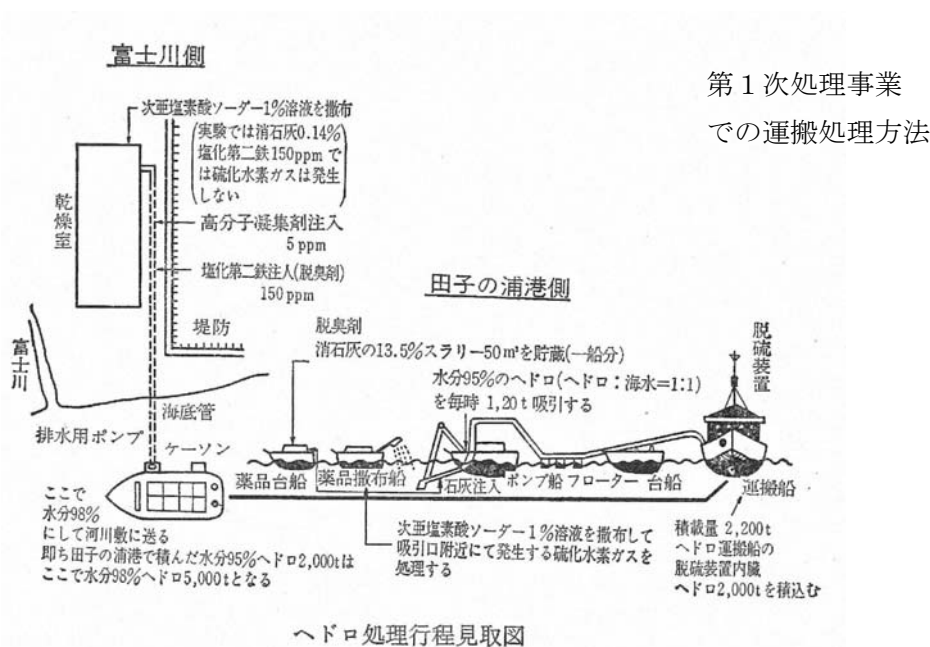 富士川側
第1次処理事業
での運搬処理方法
次亜塩素酸ソーダー1%溶液を撒布
(実験では消石灰0.14%
塩化第二鉄150ppmで
は硫化水素ガスは発生
しない)
乾燥室
高分子凝集剤注入
5ppm
塩化第二鉄注入(脱臭剤)
150ppm
堤防
富士川
海底管
排水用ポンプ
ケーソン
ここで
水分98%
にして河川敷に送る
即ち田子の浦港で積んだ水分95%ヘドロ2,000tは
ここで水分98%ヘドロ5,000tとなる
田子の浦港側
脱臭剤
消石灰の13.5%スラリー50m³を貯蔵(一船分)
水分95%のヘドロ(ヘドロ:海水=1:1)
を毎時 1,20t吸引する
脱硫装置
薬品台船
薬品撒布船
石灰注入
ポンプ船
フローター
台船
運搬船
次亜塩素酸ソーダー1%溶液を撒布して
吸引口附近にて発生する硫化水素ガスを
処理する
積載量 2,200t
ヘドロ運搬船の
脱硫装置内臓
ヘドロ2,000tを積込む
ヘドロ処理行程見取図